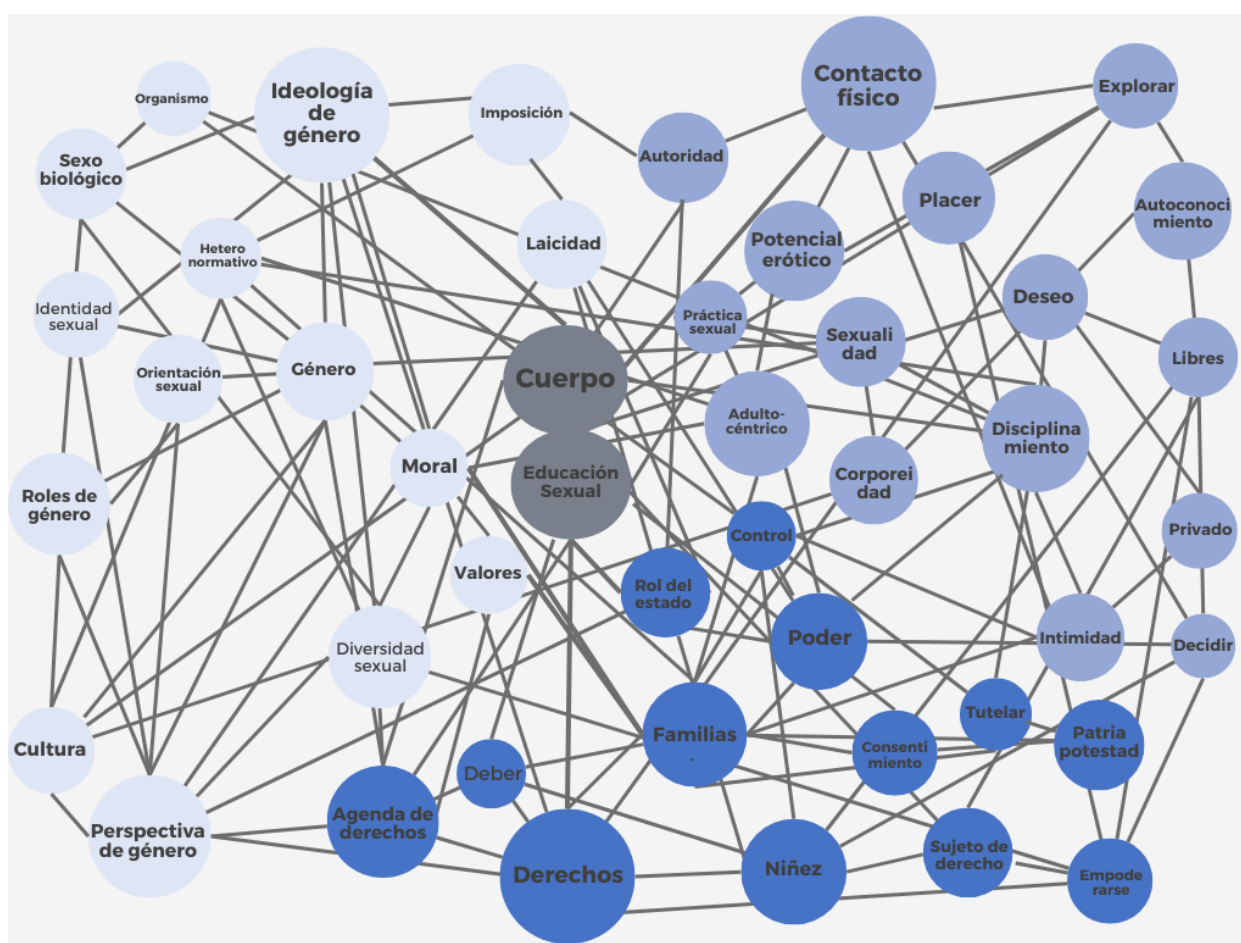 Organismo
Ideología
de
género
Imposición
Contacto
físico
Explorar
Sexo
biológico
Autoridad
Placer
Autoconoci
miento
Hetero
normativo
Laicidad
Potencial
erótico
Identidad
sexual
Práctica
sexual
Sexuali
dad
Deseo
Libres
Orientación
sexual
Género
Cuerpo
Adulto-
céntrico
Disciplina
miento
Moral
Educación
Sexual
Corporei
dad
Roles de
género
Control
Privado
Valores
Rol del
estado
Diversidad
sexual
Poder
Intimidad
Decidir
Cultura
Deber
Familias
.
Consenti
miento
Tutelar
Patria
potestad
Perspectiva
de género
Agenda de
derechos
Derechos
Niñez
Sujeto de
derecho
Empode
rarse